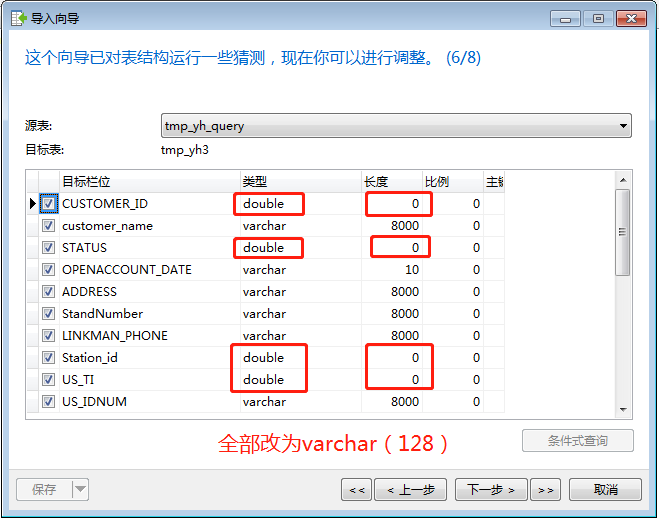 导入向导
这个向导已对表结构运行一些猜测，现在你可以进行调整。 (6/8)
源表: tmp_yh_query
目标表: tmp_yh3
目标栏位 类型 长度 比例 主键
CUSTOMER_ID double 0 0
customer_name varchar 8000 0
STATUS double 0 0
OPENACCOUNT_DATE varchar 10 0
ADDRESS varchar 8000 0
StandNumber varchar 8000 0
LINKMAN_PHONE varchar 8000 0
Station_id double 0 0
US_TI double 0 0
US_IDNUM varchar 8000 0
全部改为varchar（128）
条件式查询
保存 << < 上一步 下一步 > >> 取消